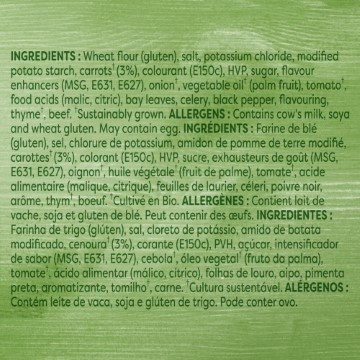 INGREDIENTS : Wheat flour (gluten), salt, potassium chloride, modified
potato starch, carrots† (3%), colourant (E150c), HVP, sugar, flavour
enhancers (MSG, E631, E627), onion†, vegetable oil† (palm fruit), tomato†,
food acids (malic, citric), bay leaves, celery, black pepper, flavouring,
thyme†, beef. †Sustainably grown. ALLERGENS : Contains cow's milk, soya
and wheat gluten. May contain egg. INGRÉDIENTS : Farine de blé
(gluten), sel, chlorure de potassium, amidon de pomme de terre modifié,
carottes† (3%), colorant (E150c), HVP, sucre, exhausteurs de goût (MSG,
E631, E627), oignon†, huile végétale† (fruit de palme), tomate†, acide
alimentaire (malique, citrique), feuilles de laurier, céleri, poivre noir,
arôme, thym†, boeuf. †Cultivé en Bio. ALLERGÈNES : Contient lait de
vache, soja et gluten de blé. Peut contenir des œufs. INGREDIENTES :
Farinha de trigo (glúten), sal, cloreto de potássio, amido de batata
modificado, cenoura† (3%), corante (E150c), PVH, açúcar, intensificador
de sabor (MSG, E631, E627), cebola†, óleo vegetal† (fruto da palma),
tomate†, ácido alimentar (málico, cítrico), folhas de louro, aipo, pimenta
preta, aromatizante, tomilho†, carne. †Cultura sustentável. ALÉRGENOS :
Contém leite de vaca, soja e glúten de trigo. Pode conter ovo.